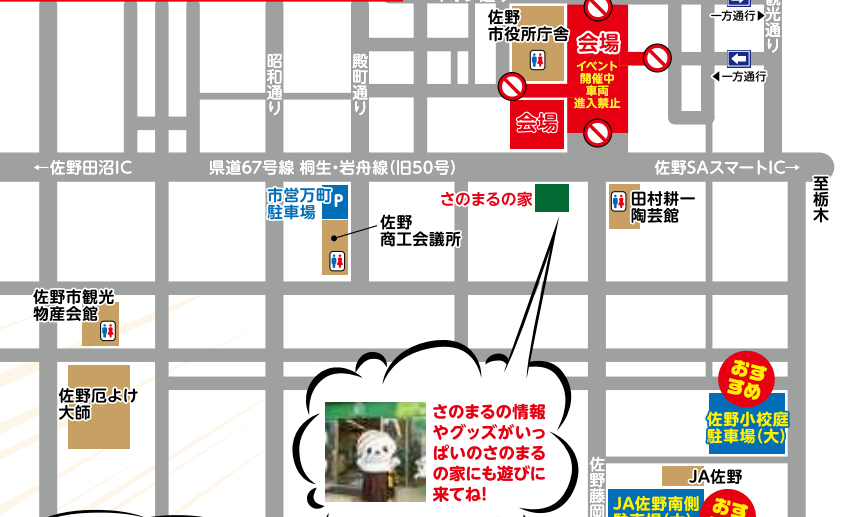 佐野
市役所庁舎
会場
イベント
開催中
車両
進入禁止
会場
一方通行▶
◀一方通行
観光通り
昭和通り
殿町通り
←佐野田沼IC
県道67号線 桐生・岩舟線(旧50号)
佐野SAスマートIC→
至栃木
市営万町
駐車場
P
佐野
商工会議所
さのまるの家
田村耕一
陶芸館
佐野市観光
物産会館
佐野厄よけ
大師
さのまるの情報
やグッズがいっ
ぱいのさのまる
の家にも遊びに
来てね!
おす
すめ
佐野小校庭
駐車場(大)
JA佐野
佐野藤岡
JA佐野南側
駐車場(大)
おす